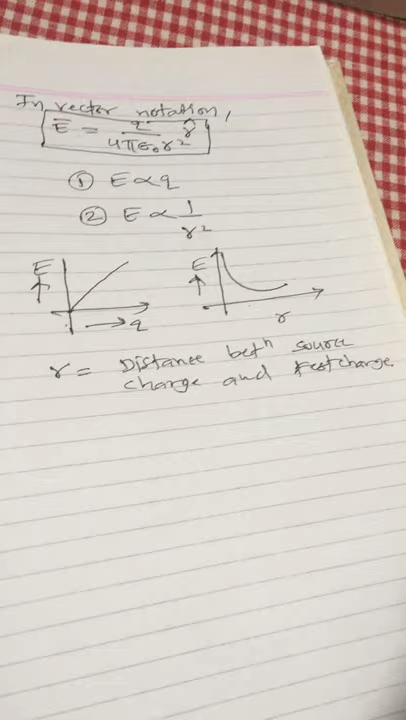 In vector notation,
E̅ = q/4πε₀r² r̂
① E ∝ q
② E ∝ 1/r²
E ↑ → q
E ↑ r
r = Distance betⁿ source
charge and test charge